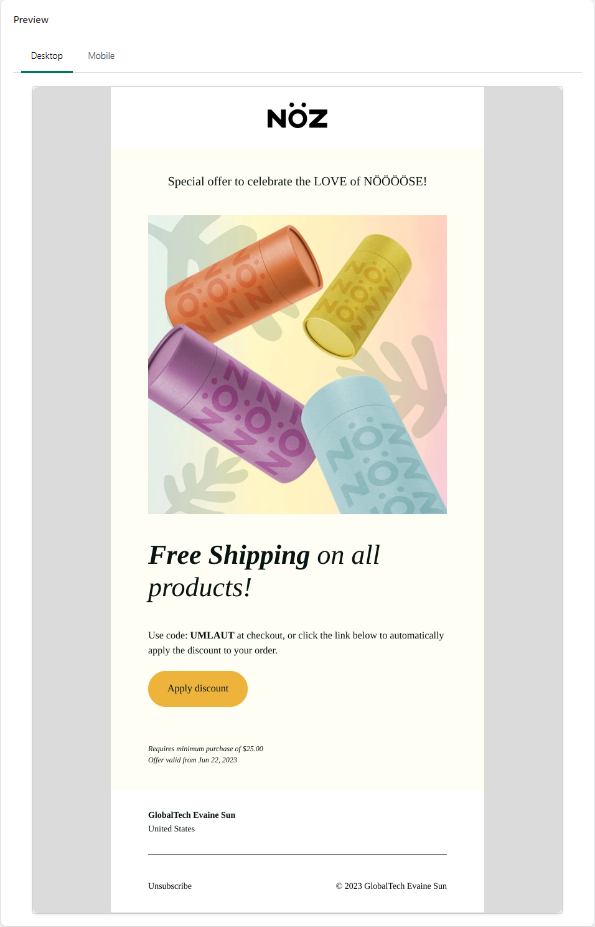 Preview
Desktop Mobile
NÖZ
Special offer to celebrate the LOVE of NÖÖÖÖSE!
Free Shipping on all
products!
Use code: UMLAUT at checkout, or click the link below to automatically
apply the discount to your order.
Apply discount
Requires minimum purchase of $25.00
Offer valid from Jun 22, 2023
GlobalTech Evaine Sun
United States
Unsubscribe © 2023 GlobalTech Evaine Sun